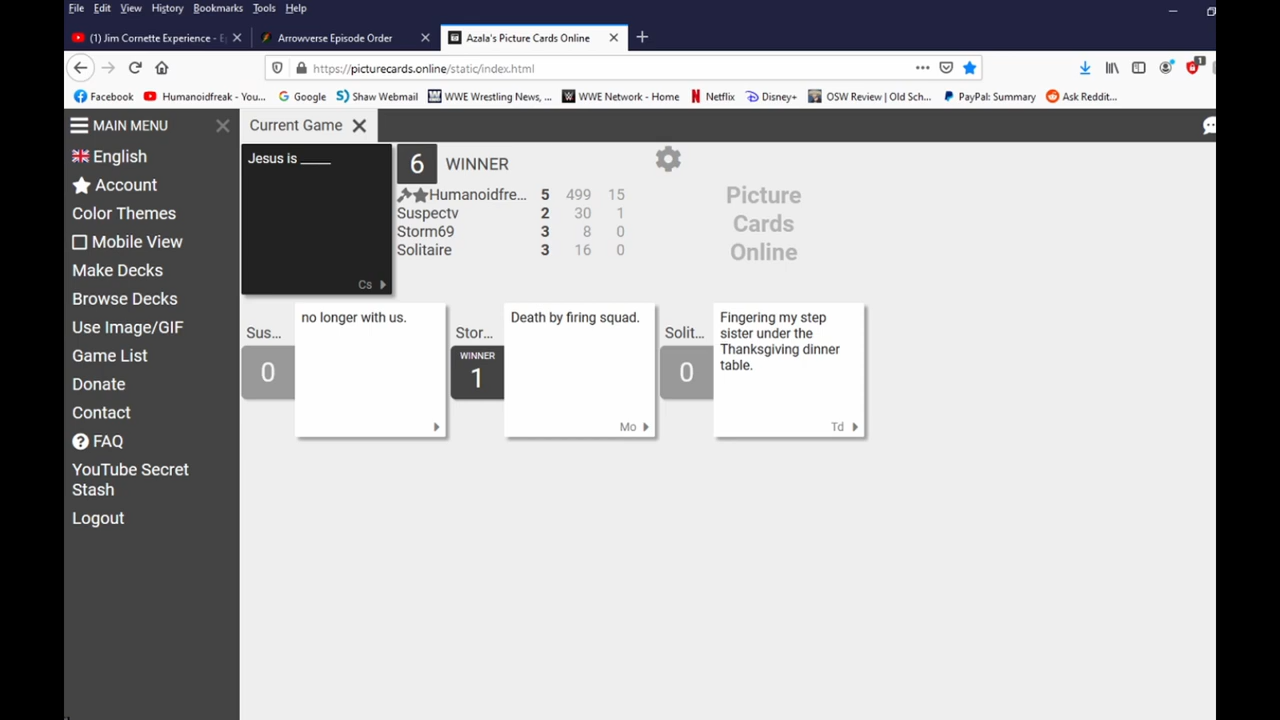 File Edit View History Bookmarks Tools Help
(1) Jim Cornette Experience - E
Arrowverse Episode Order
Azala's Picture Cards Online
https://picturecards.online/static/index.html
1
Facebook Humanoidfreak - You... Google Shaw Webmail WWE Wrestling News, ... WWE Network - Home Netflix Disney+ OSW Review | Old Sch... PayPal: Summary Ask Reddit...
MAIN MENU
English
Account
Color Themes
Mobile View
Make Decks
Browse Decks
Use Image/GIF
Game List
Donate
Contact
FAQ
YouTube Secret
Stash
Logout
Current Game
Jesus is _____
Cs
6 WINNER
Humanoidfre... 5 499 15
Suspectv 2 30 1
Storm69 3 8 0
Solitaire 3 16 0
Picture
Cards
Online
Sus...
0
no longer with us.
Stor...
WINNER
1
Death by firing squad.
Mo
Solit...
0
Fingering my step
sister under the
Thanksgiving dinner
table.
Td